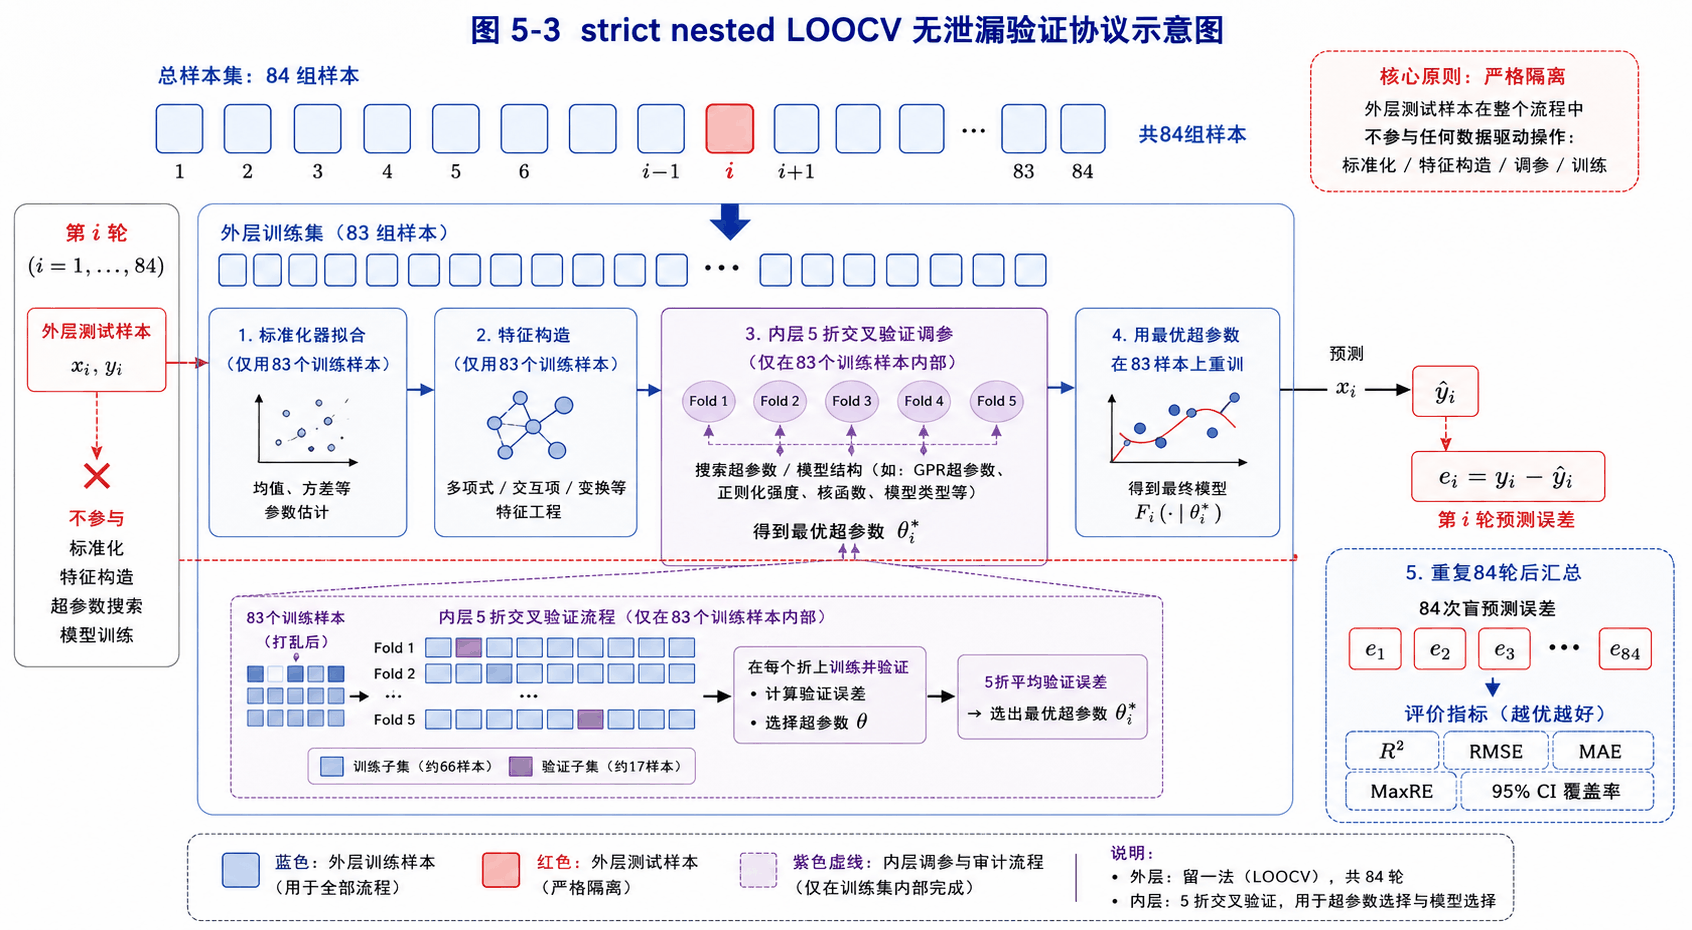 图 5-3 strict nested LOOCV 无泄漏验证协议示意图
总样本集：84 组样本
1 2 3 4 5 6 i−1 i i+1 ··· 83 84
共84组样本
核心原则：严格隔离
外层测试样本在整个流程中
不参与任何数据驱动操作：
标准化 / 特征构造 / 调参 / 训练
第 i 轮
(i = 1, ..., 84)
外层测试样本
xᵢ, yᵢ
不参与
标准化
特征构造
超参数搜索
模型训练
外层训练集（83 组样本）
···
1. 标准化器拟合
（仅用83个训练样本）
均值、方差等
参数估计
2. 特征构造
（仅用83个训练样本）
多项式 / 交互项 / 变换等
特征工程
3. 内层 5 折交叉验证调参
（仅在83个训练样本内部）
Fold 1 Fold 2 Fold 3 Fold 4 Fold 5
搜索超参数 / 模型结构（如：GPR超参数、
正则化强度、核函数、模型类型等）
得到最优超参数 θᵢ*
4. 用最优超参数
在 83 样本上重训
得到最终模型
Fᵢ (· | θᵢ*)
预测
xᵢ
ŷᵢ
eᵢ = yᵢ − ŷᵢ
第 i 轮预测误差
83个训练样本
（打乱后）
内层 5 折交叉验证流程（仅在 83 个训练样本内部）
Fold 1
Fold 2
··· ···
Fold 5
训练子集（约66样本） 验证子集（约17样本）
在每个折上训练并验证
• 计算验证误差
• 选择超参数 θ
5折平均验证误差
→ 选出最优超参数 θᵢ*
5. 重复84轮后汇总
84次盲预测误差
e₁ e₂ e₃ ··· e₈₄
评价指标（越优越好）
R² RMSE MAE
MaxRE 95% CI 覆盖率
蓝色：外层训练样本
（用于全部流程）
红色：外层测试样本
（严格隔离）
紫色虚线：内层调参与审计流程
（仅在训练集内部完成）
说明：
• 外层：留一法（LOOCV），共 84 轮
• 内层：5 折交叉验证，用于超参数选择与模型选择